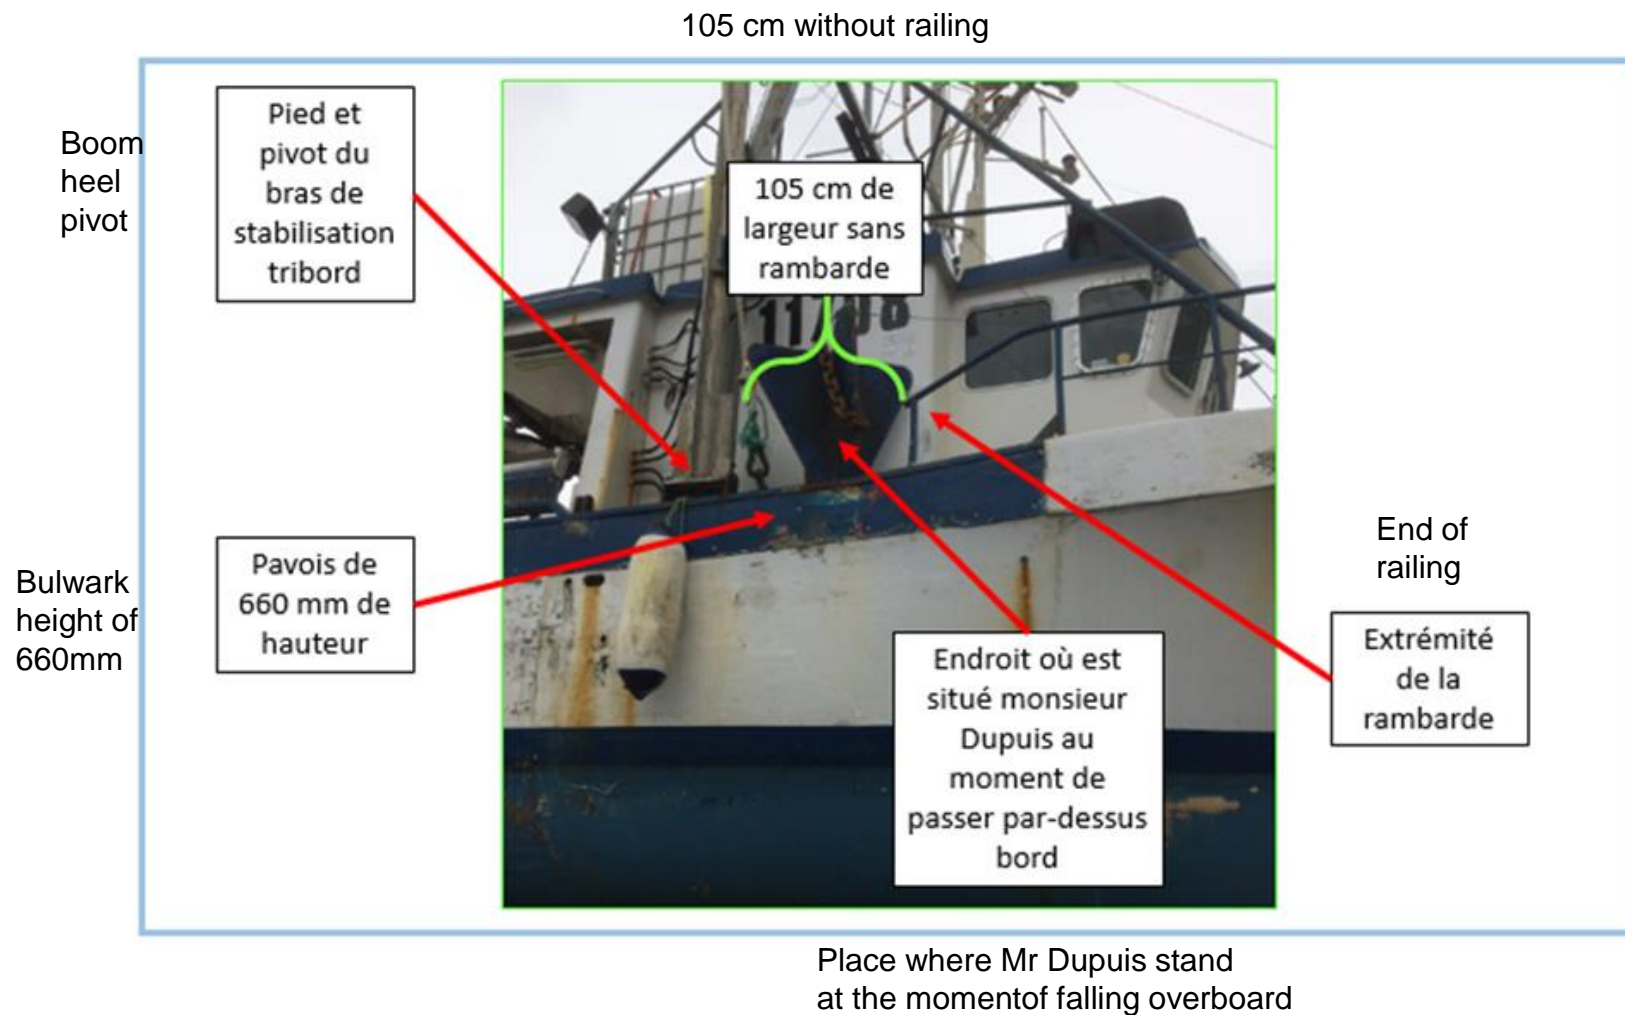 105 cm without railing
Boom
heel
pivot
Pied et
pivot du
bras de
stabilisation
tribord
105 cm de
largeur sans
rambarde
Bulwark
height of
660mm
Pavois de
660 mm de
hauteur
Endroit où est
situé monsieur
Dupuis au
moment de
passer par-dessus
bord
End of
railing
Extrémité
de la
rambarde
Place where Mr Dupuis stand
at the momentof falling overboard